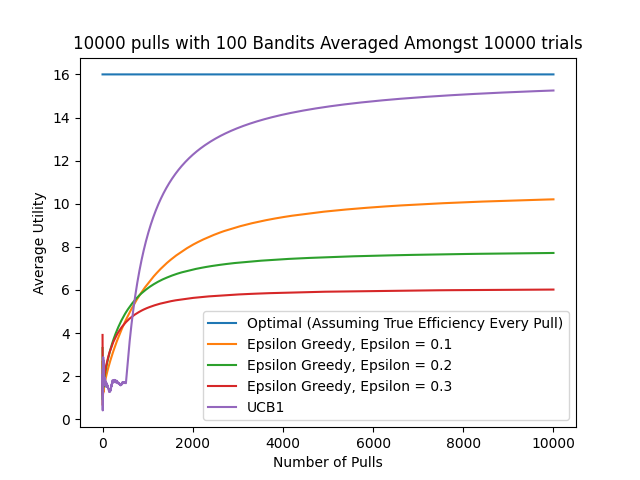 10000 pulls with 100 Bandits Averaged Amongst 10000 trials
16
14
12
10
8
6
4
2
0
Average Utility
Optimal (Assuming True Efficiency Every Pull)
Epsilon Greedy, Epsilon = 0.1
Epsilon Greedy, Epsilon = 0.2
Epsilon Greedy, Epsilon = 0.3
UCB1
0 2000 4000 6000 8000 10000
Number of Pulls